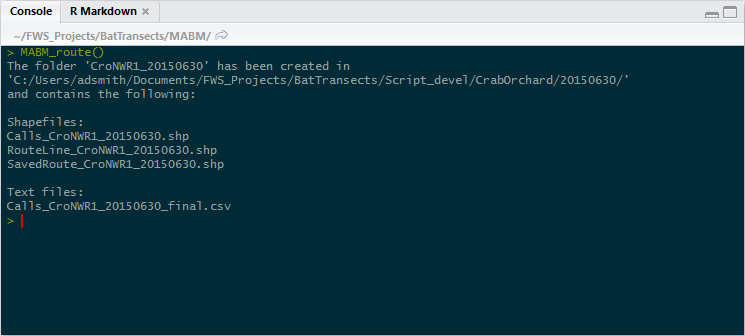 Console R Markdown
~/FWS_Projects/BatTransects/MABM/
> MABM_route()
The folder 'CroNWR1_20150630' has been created in
'C:/Users/adsmith/Documents/FWS_Projects/BatTransects/Script_devel/CrabOrchard/20150630/'
and contains the following:
Shapefiles:
Calls_CroNWR1_20150630.shp
RouteLine_CroNWR1_20150630.shp
SavedRoute_CroNWR1_20150630.shp
Text files:
Calls_CroNWR1_20150630_final.csv
>